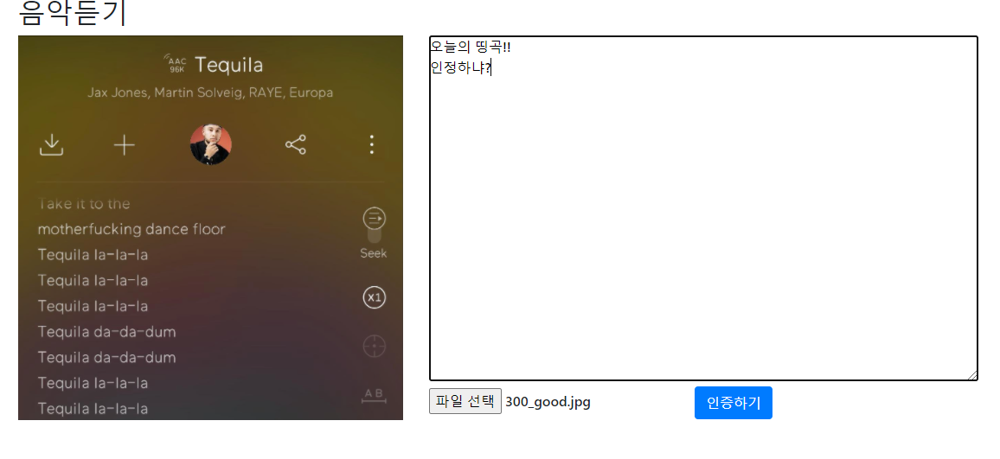 음악듣기
AAC
96K
Tequila
Jax Jones, Martin Solveig, RAYE, Europa
Take it to the
motherfucking dance floor
Tequila la-la-la
Tequila la-la-la
Tequila la-la-la
Tequila da-da-dum
Tequila da-da-dum
Tequila la-la-la
Tequila la-la-la
Seek
X1
A B
오늘의 띵곡!!
인정하냐?
파일 선택 300_good.jpg
인증하기